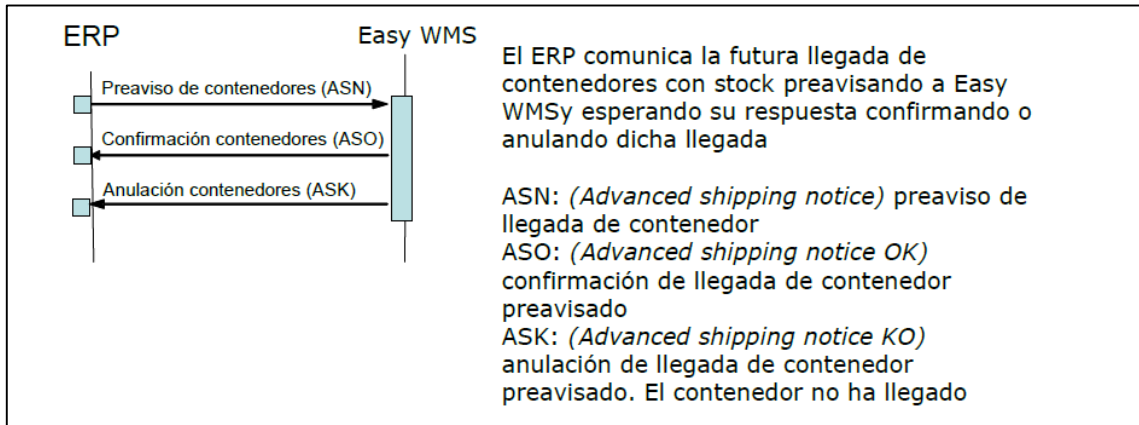 ERP
Easy WMS
Preaviso de contenedores (ASN)
Confirmación contenedores (ASO)
Anulación contenedores (ASK)
El ERP comunica la futura llegada de
contenedores con stock preavisando a Easy
WMSy esperando su respuesta confirmando o
anulando dicha llegada
ASN: (Advanced shipping notice) preaviso de
llegada de contenedor
ASO: (Advanced shipping notice OK)
confirmación de llegada de contenedor
preavisado
ASK: (Advanced shipping notice KO)
anulación de llegada de contenedor
preavisado. El contenedor no ha llegado